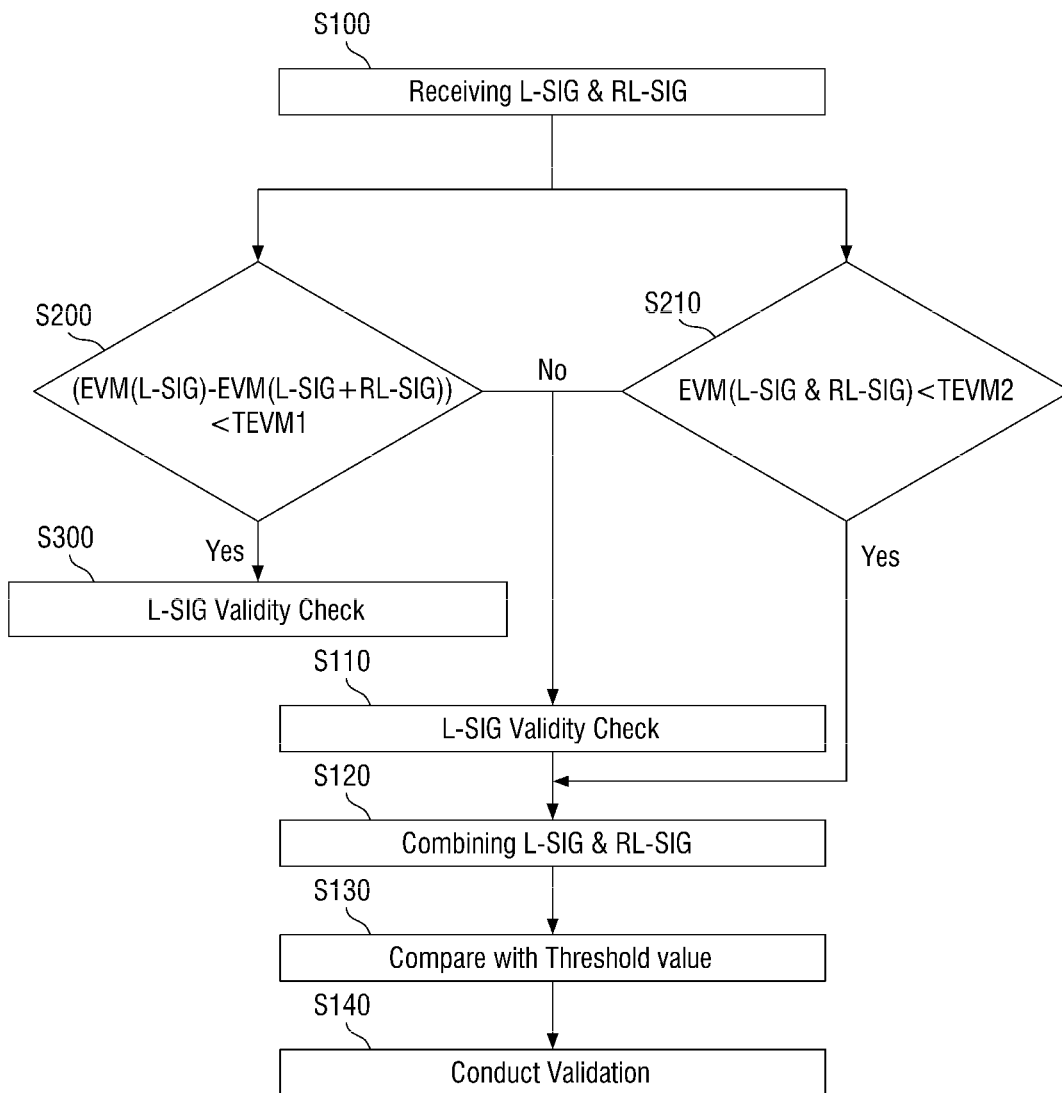 S100
Receiving L-SIG & RL-SIG
S200
(EVM(L-SIG)-EVM(L-SIG+RL-SIG))
<TEVM1
No
S210
EVM(L-SIG & RL-SIG)<TEVM2
Yes
Yes
S300
L-SIG Validity Check
S110
L-SIG Validity Check
S120
Combining L-SIG & RL-SIG
S130
Compare with Threshold value
S140
Conduct Validation